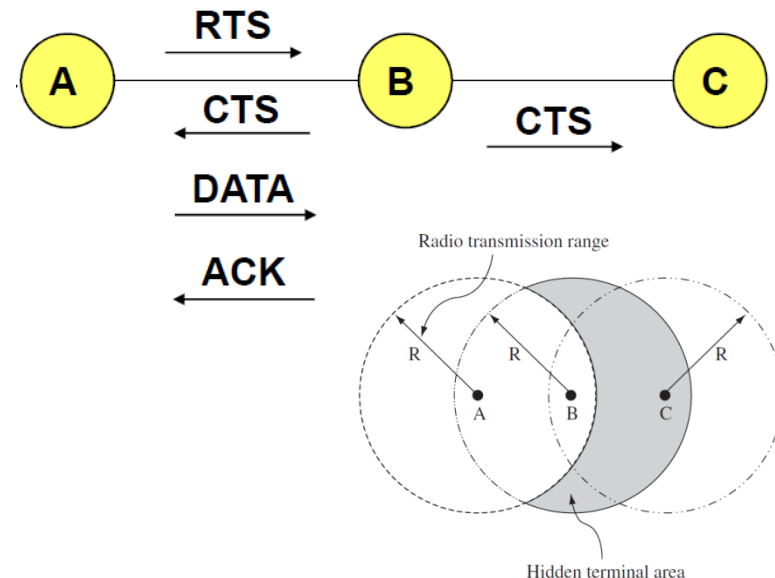 RTS
A
B
C
CTS
CTS
DATA
ACK
Radio transmission range
R
R
R
A
B
C
Hidden terminal area